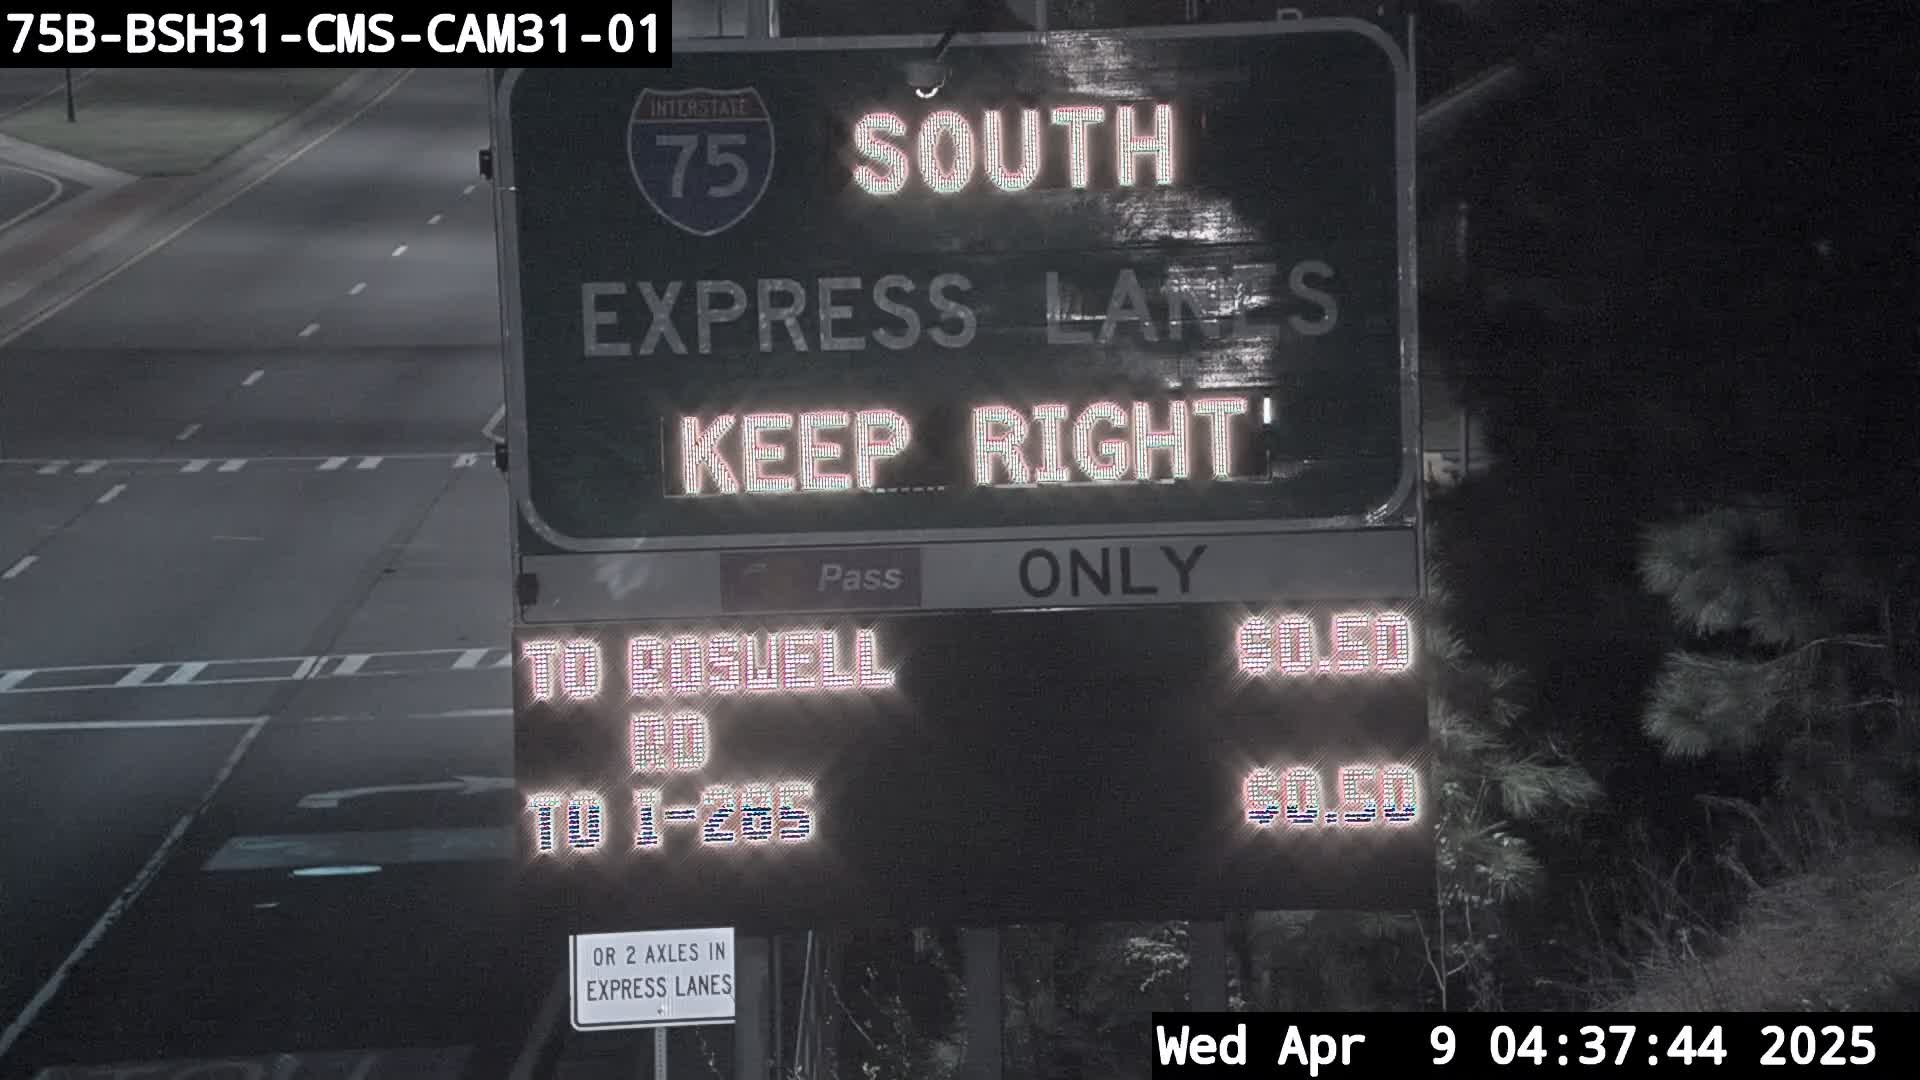 75B-BSH31-CMS-CAM31-01
INTERSTATE
75
SOUTH
EXPRESS LANES
KEEP RIGHT
Pass ONLY
TO ROSWELL $0.50
RD
TO I-285 $0.50
OR 2 AXLES IN
EXPRESS LANES
Wed Apr 9 04:37:44 2025